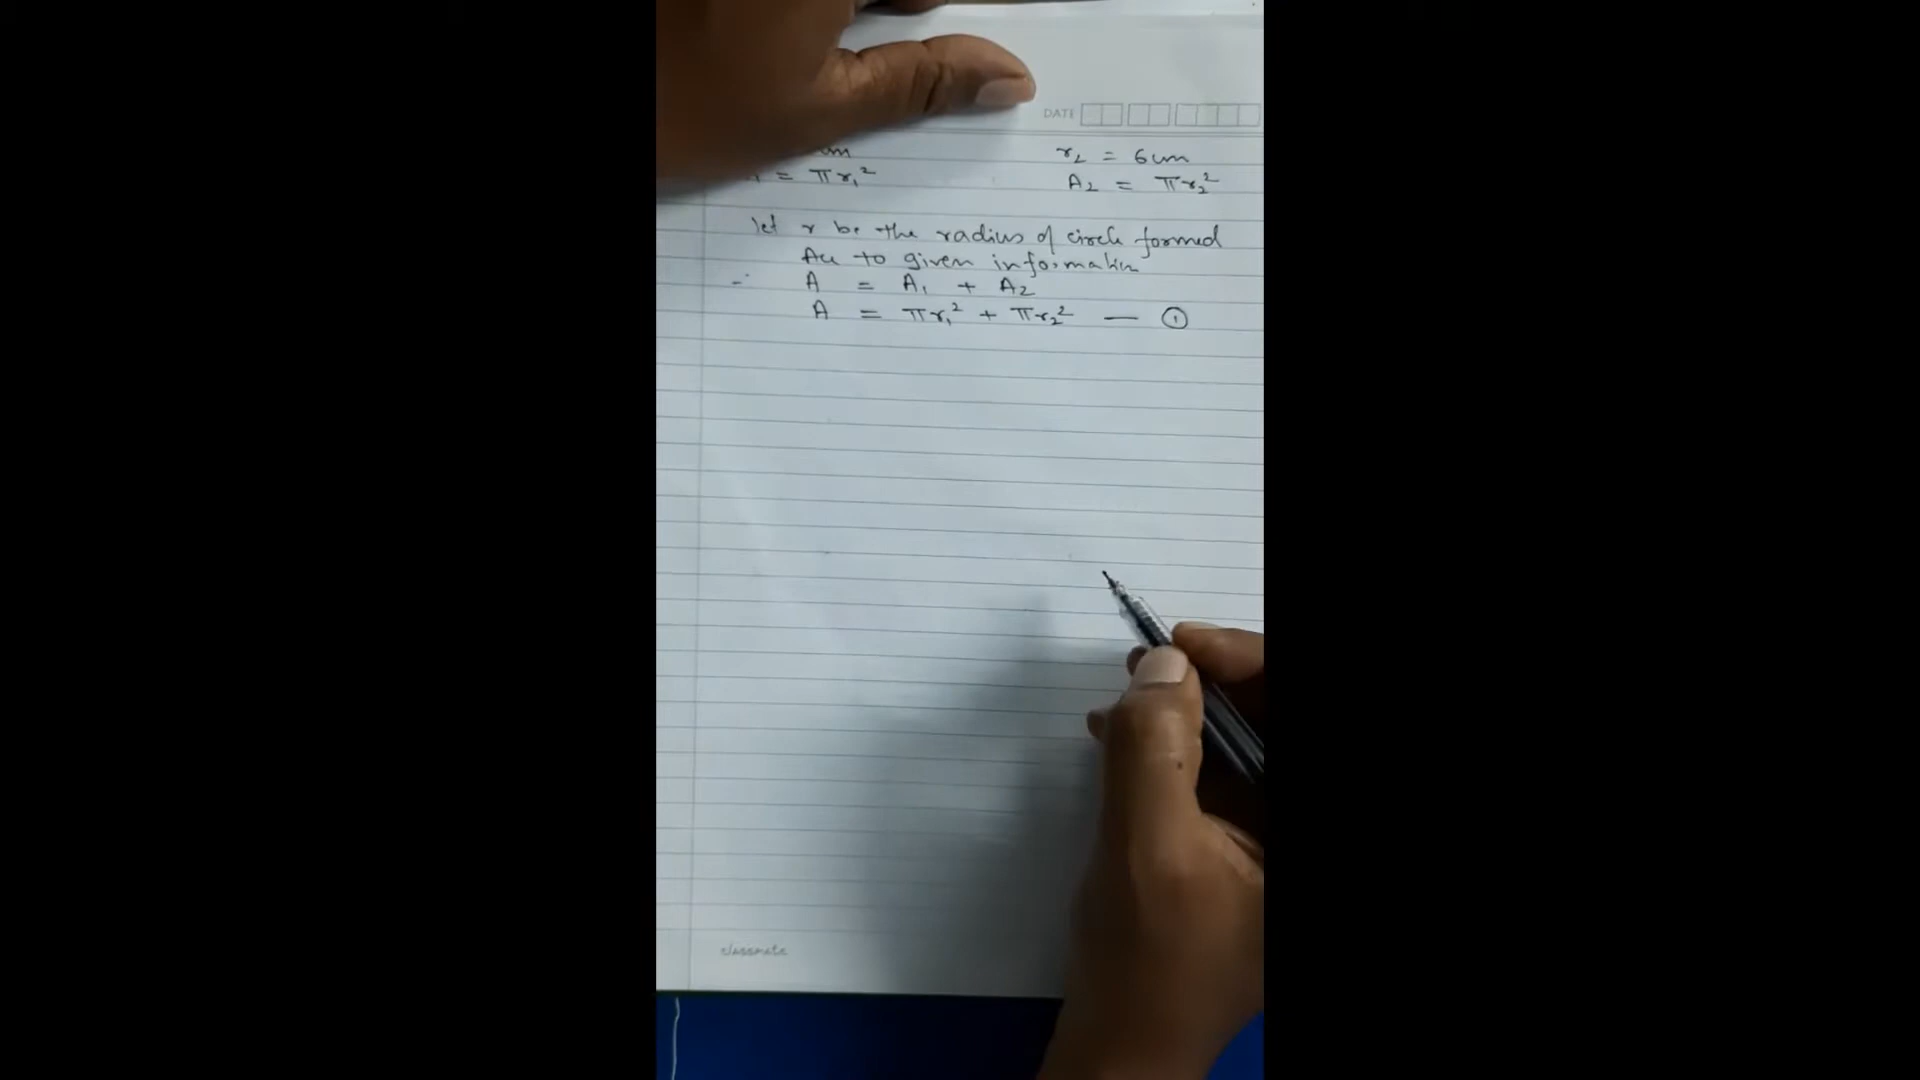 DATE
cm r₂ = 6cm
= πr₁² A₂ = πr₂²
let r be the radius of circle formed
Acc to given information
∴ A = A₁ + A₂
A = πr₁² + πr₂² — ①
classmate